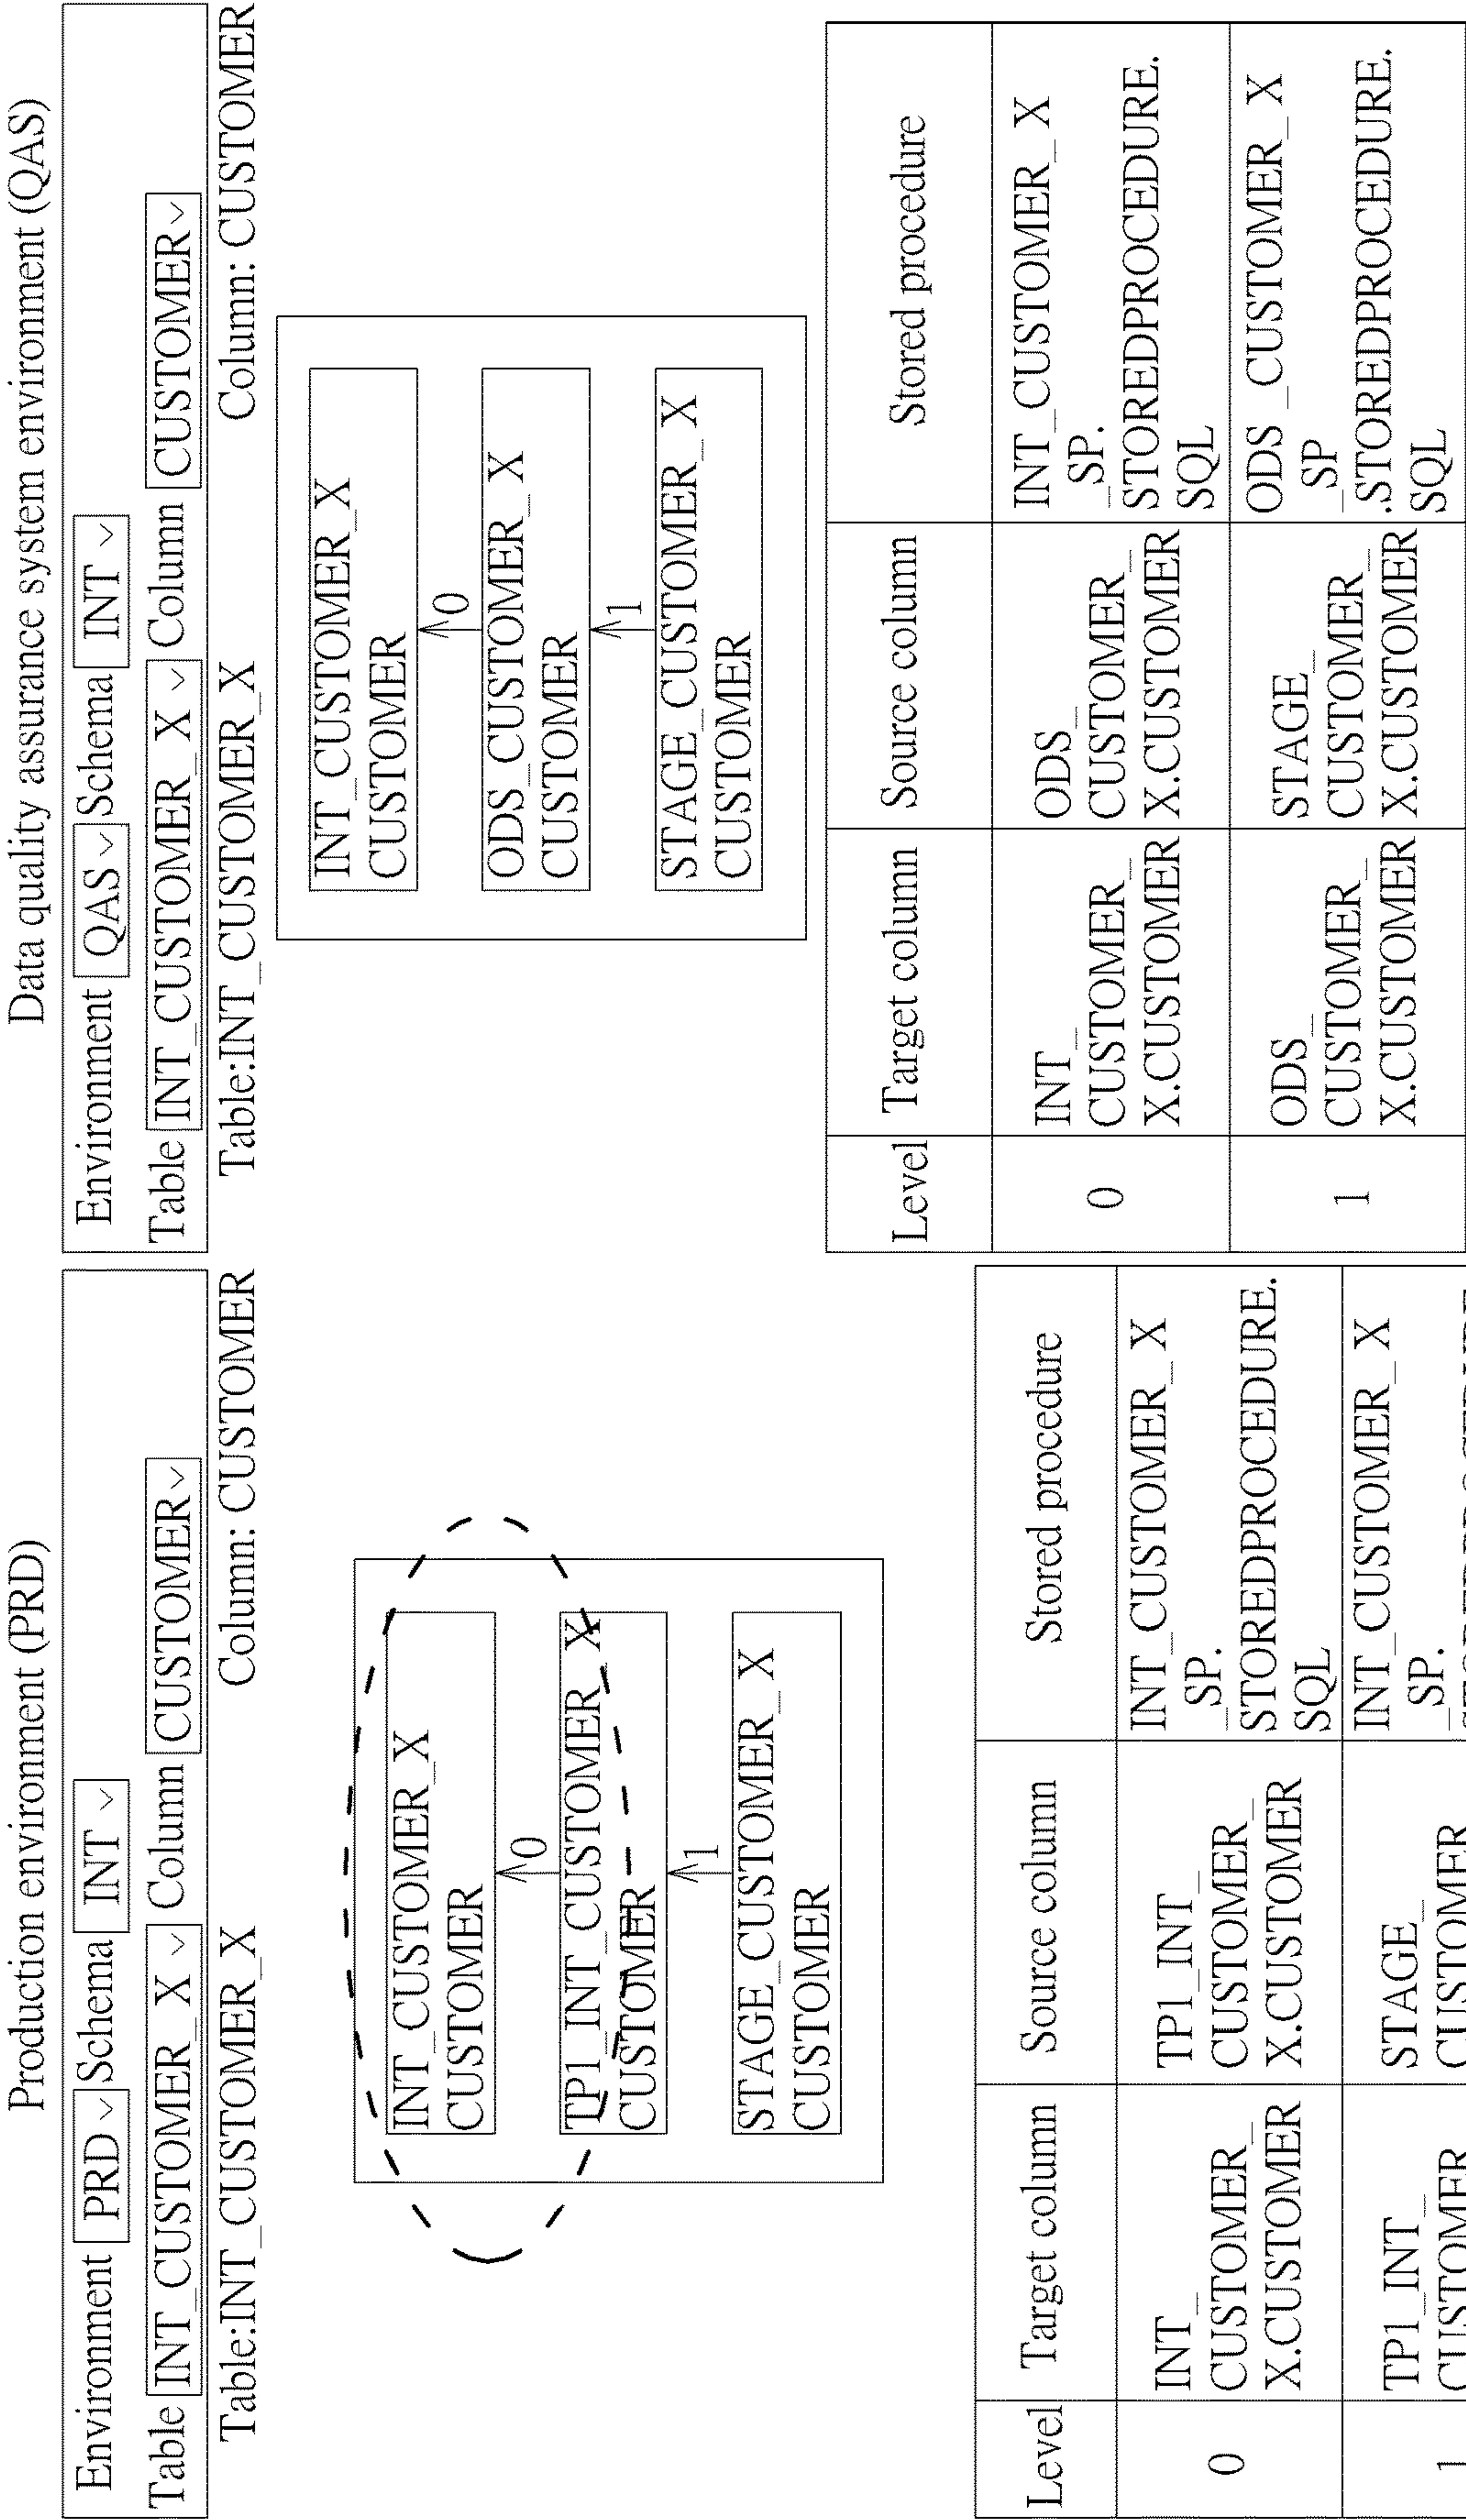 Production environment (PRD)
Environment PRD Schema INT
Table INT_CUSTOMER_X Column CUSTOMER
Table:INT_CUSTOMER_X Column: CUSTOMER
INT_CUSTOMER_X
CUSTOMER
0
TP1_INT_CUSTOMER_X
CUSTOMER
1
STAGE_CUSTOMER_X
CUSTOMER
Level Target column Source column Stored procedure
0
INT_
CUSTOMER_
X.CUSTOMER
TP1_INT_
CUSTOMER_
X.CUSTOMER
INT_CUSTOMER_X
_SP.
STOREDPROCEDURE.
SQL
1
TP1_INT_
CUSTOMER
STAGE_
CUSTOMER
INT_CUSTOMER_X
_SP.
Data quality assurance system environment (QAS)
Environment QAS Schema INT
Table INT_CUSTOMER_X Column CUSTOMER
Table:INT_CUSTOMER_X Column: CUSTOMER
INT_CUSTOMER_X
CUSTOMER
0
ODS_CUSTOMER_X
CUSTOMER
1
STAGE_CUSTOMER_X
CUSTOMER
Level Target column Source column Stored procedure
0
INT_
CUSTOMER_
X.CUSTOMER
ODS_
CUSTOMER_
X.CUSTOMER
INT_CUSTOMER_X
_SP.
STOREDPROCEDURE.
SQL
1
ODS_
CUSTOMER_
X.CUSTOMER
STAGE_
CUSTOMER_
X.CUSTOMER
ODS_CUSTOMER_X
_SP
.STOREDPROCEDURE.
SQL